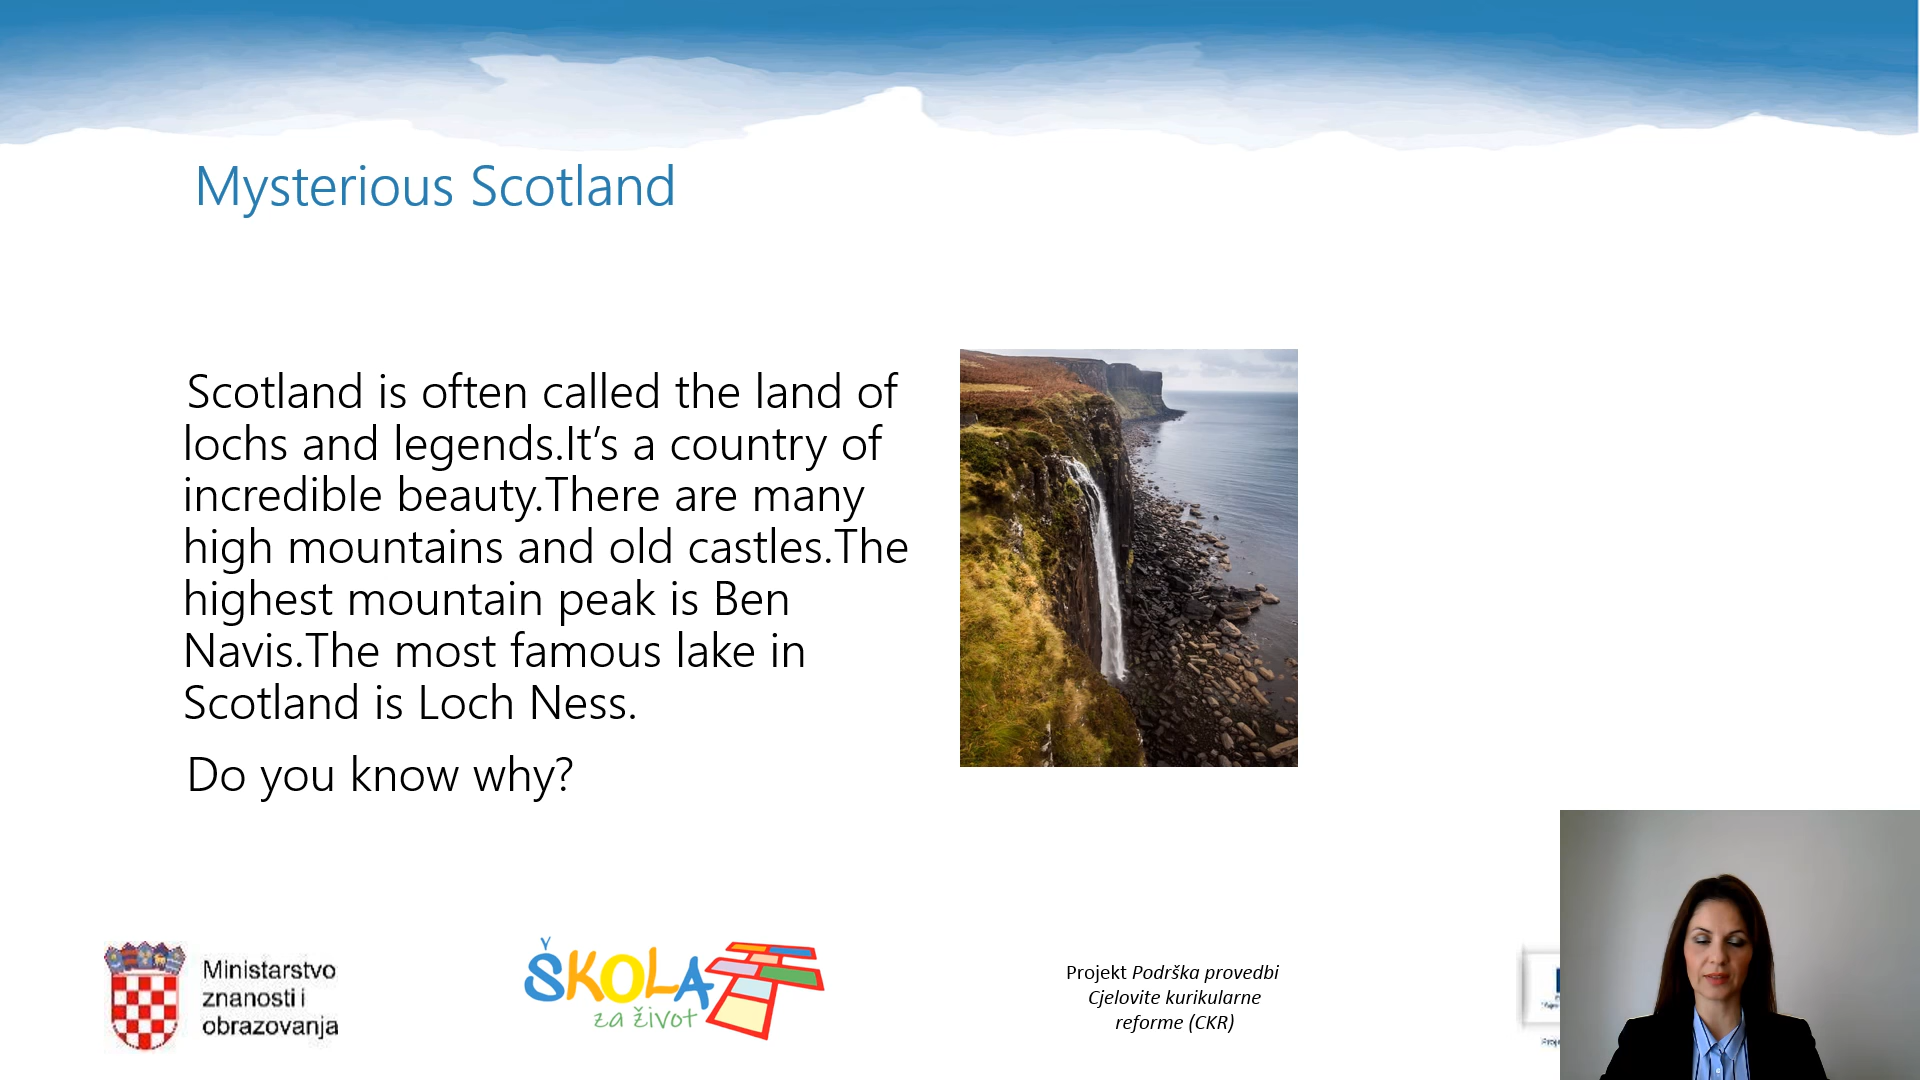 Mysterious Scotland
Scotland is often called the land of
lochs and legends.It’s a country of
incredible beauty.There are many
high mountains and old castles.The
highest mountain peak is Ben
Navis.The most famous lake in
Scotland is Loch Ness.
Do you know why?
Ministarstvo
znanosti i
obrazovanja
ŠKOLA
za život
Projekt Podrška provedbi
Cjelovite kurikularne
reforme (CKR)